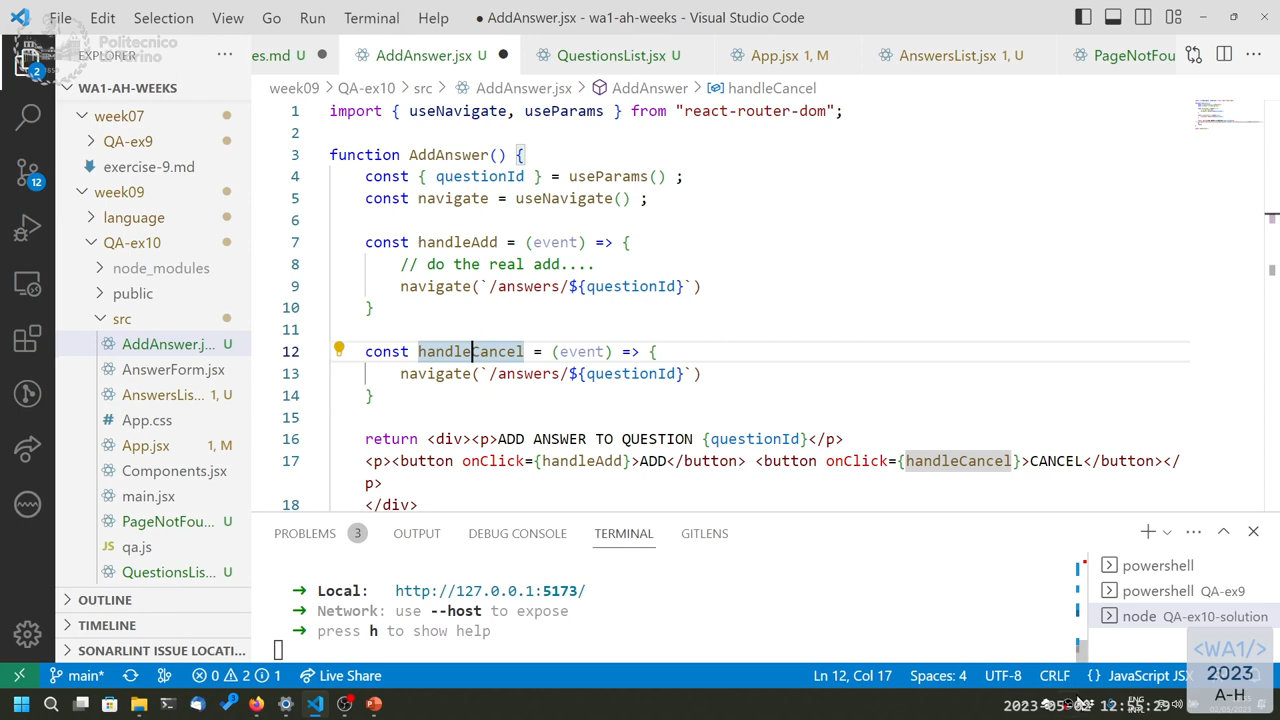 File Edit Selection View Go Run Terminal Help
● AddAnswer.jsx - wa1-ah-weeks - Visual Studio Code
Politecnico
di Torino
1859
EXPLORER ...
es.md U ● AddAnswer.jsx U ● QuestionsList.jsx U App.jsx 1, M AnswersList.jsx 1, U PageNotFou
2
WA1-AH-WEEKS
week09 > QA-ex10 > src > AddAnswer.jsx > AddAnswer > handleCancel
week07
QA-ex9
exercise-9.md
week09
language
QA-ex10
node_modules
public
src
AddAnswer.j... U
AnswerForm.jsx
AnswersLis... 1, U
App.css
App.jsx 1, M
Components.jsx
main.jsx
PageNotFou... U
qa.js
QuestionsLis... U
OUTLINE
TIMELINE
SONARLINT ISSUE LOCATI...
12
1 import { useNavigate, useParams } from "react-router-dom";
2
3 function AddAnswer() {
4 const { questionId } = useParams() ;
5 const navigate = useNavigate() ;
6
7 const handleAdd = (event) => {
8 // do the real add....
9 navigate(`/answers/${questionId}`)
10 }
11
12 const handleCancel = (event) => {
13 navigate(`/answers/${questionId}`)
14 }
15
16 return <div><p>ADD ANSWER TO QUESTION {questionId}</p>
17 <p><button onClick={handleAdd}>ADD</button> <button onClick={handleCancel}>CANCEL</button></
p>
18 </div>
PROBLEMS 3 OUTPUT DEBUG CONSOLE TERMINAL GITLENS
➜ Local: http://127.0.0.1:5173/
➜ Network: use --host to expose
➜ press h to show help
powershell
powershell QA-ex9
node QA-ex10-solution
<WA1/>
2023
A-H
main* 0 2 1 Live Share Ln 12, Col 17 Spaces: 4 UTF-8 CRLF {} JavaScript JSX
ENG